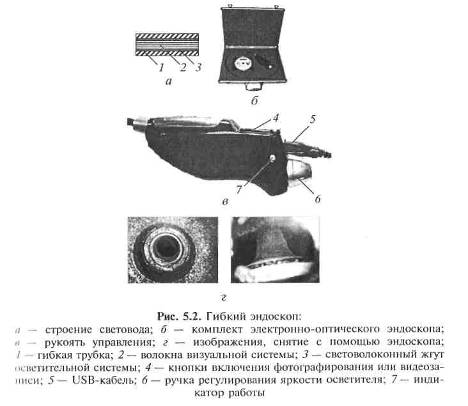 1 2 3
а
б
4
5
7
6
в
г
Рис. 5.2. Гибкий эндоскоп:
а — строение световода; б — комплект электронно-оптического эндоскопа;
в — рукоять управления; г — изображения, снятие с помощью эндоскопа;
1 — гибкая трубка; 2 — волокна визуальной системы; 3 — световолоконный жгут
осветительной системы; 4 — кнопки включения фотографирования или видеоза-
писи; 5 — USB-кабель; 6 — ручка регулирования яркости осветителя; 7 — инди-
катор работы